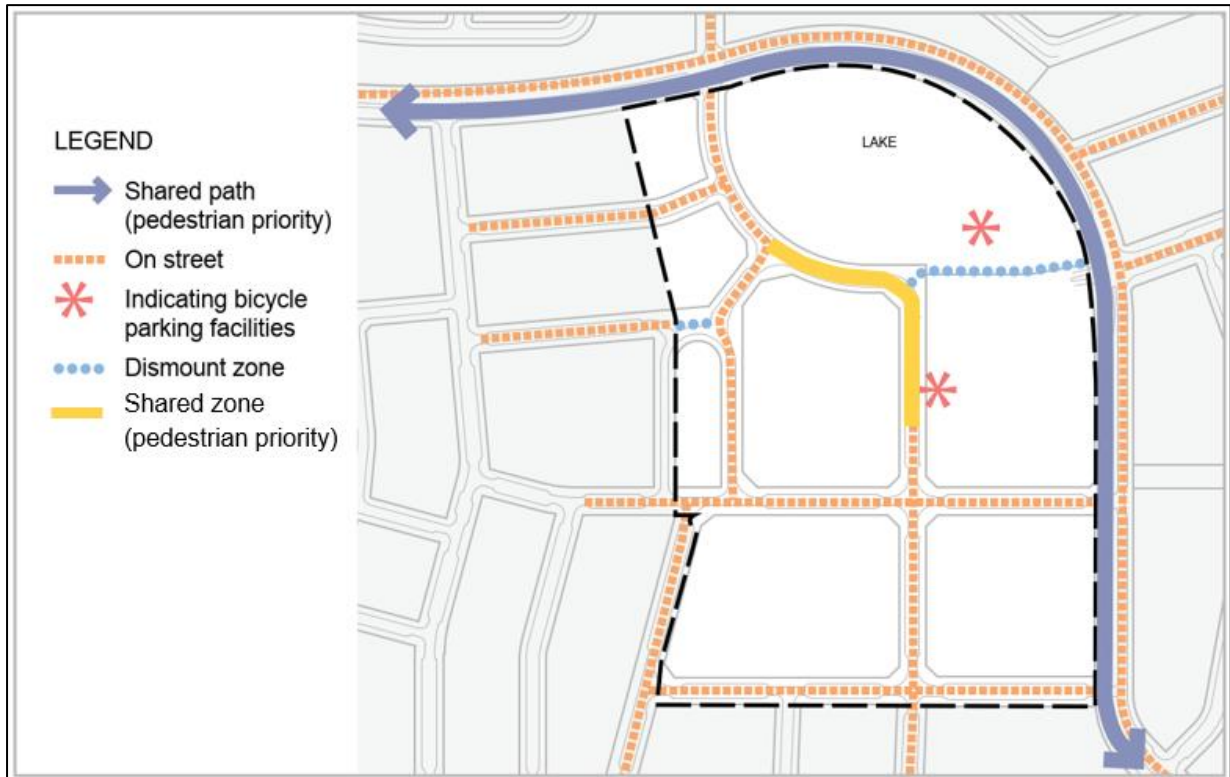 LEGEND
Shared path
(pedestrian priority)
On street
Indicating bicycle
parking facilities
Dismount zone
Shared zone
(pedestrian priority)
LAKE